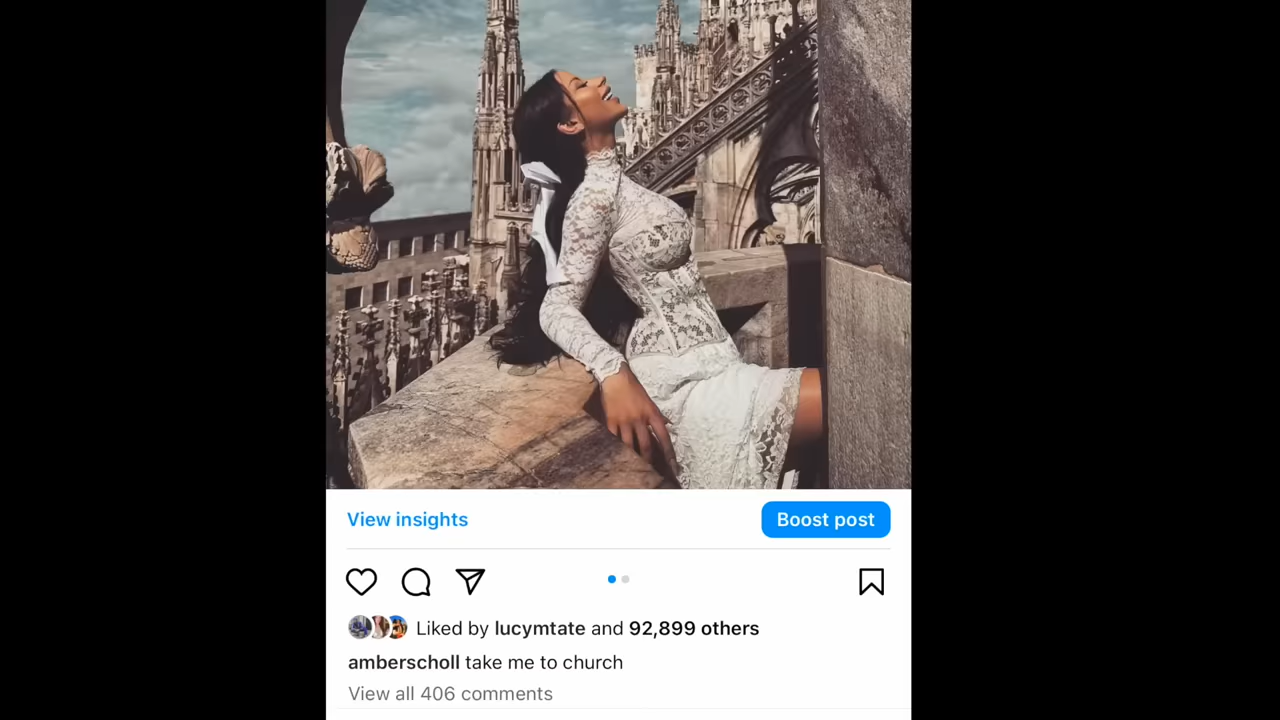 View insights
Boost post
Liked by lucymtate and 92,899 others
amberscholl take me to church
View all 406 comments